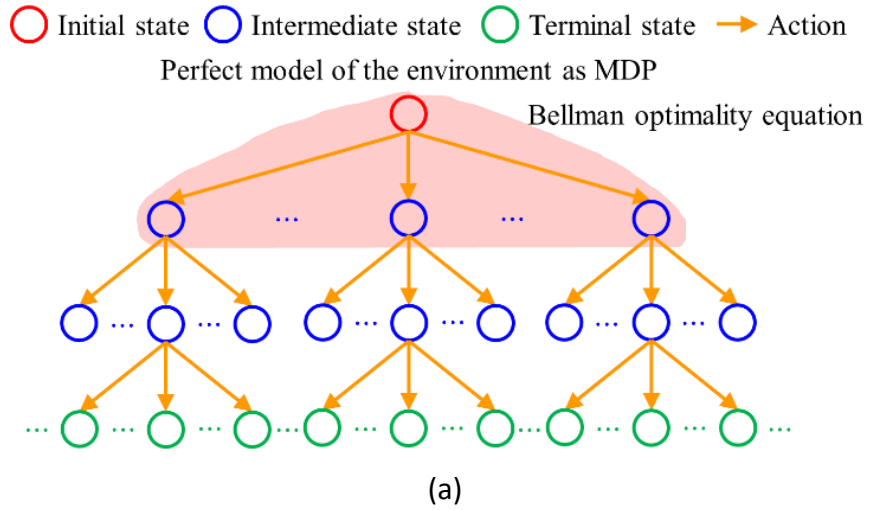 Initial state Intermediate state Terminal state Action
Perfect model of the environment as MDP
Bellman optimality equation
... ...
... ... ... ... ... ...
... ... ... ... ... ... ... ... ...
(a)